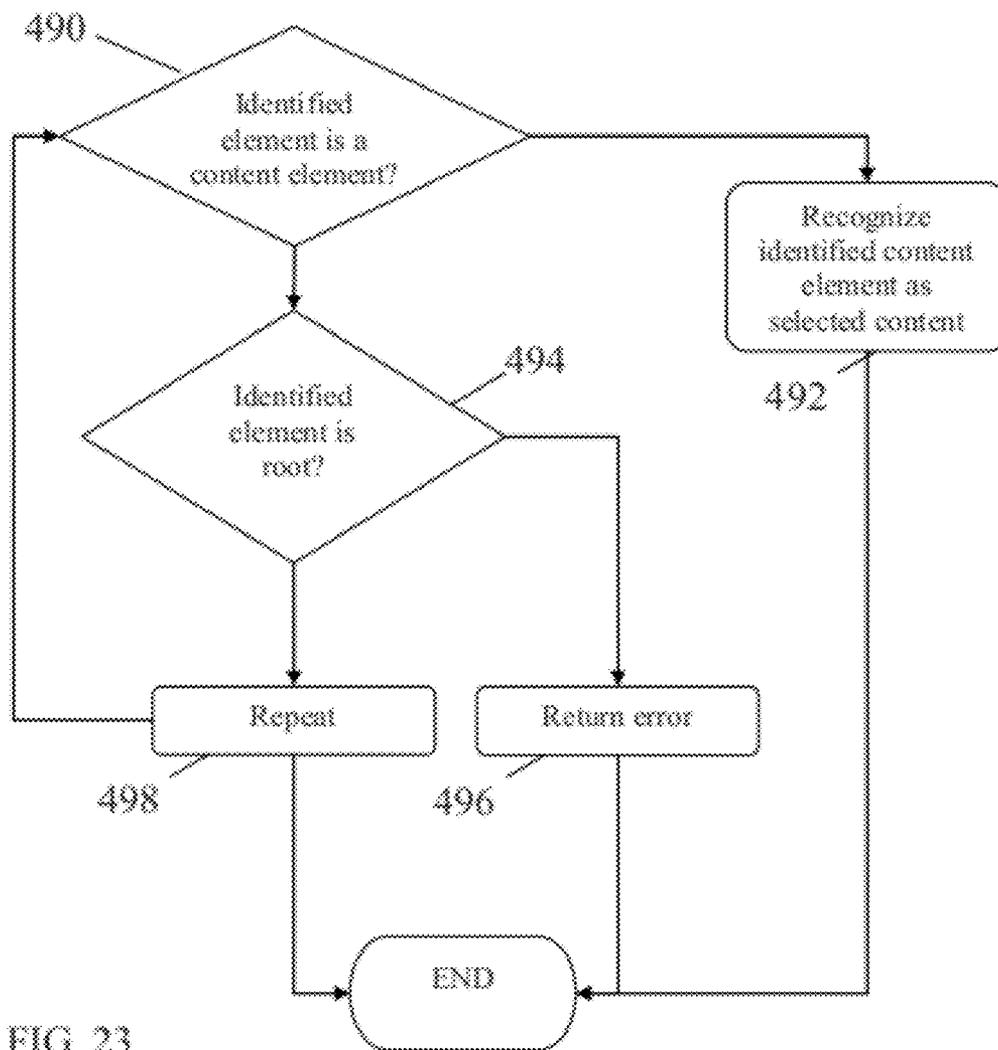 490
Identified
element is a
content element?
Recognize
identified content
element as
selected content
492
494
Identified
element is
root?
Repeat
498
Return error
496
END
FIG. 23